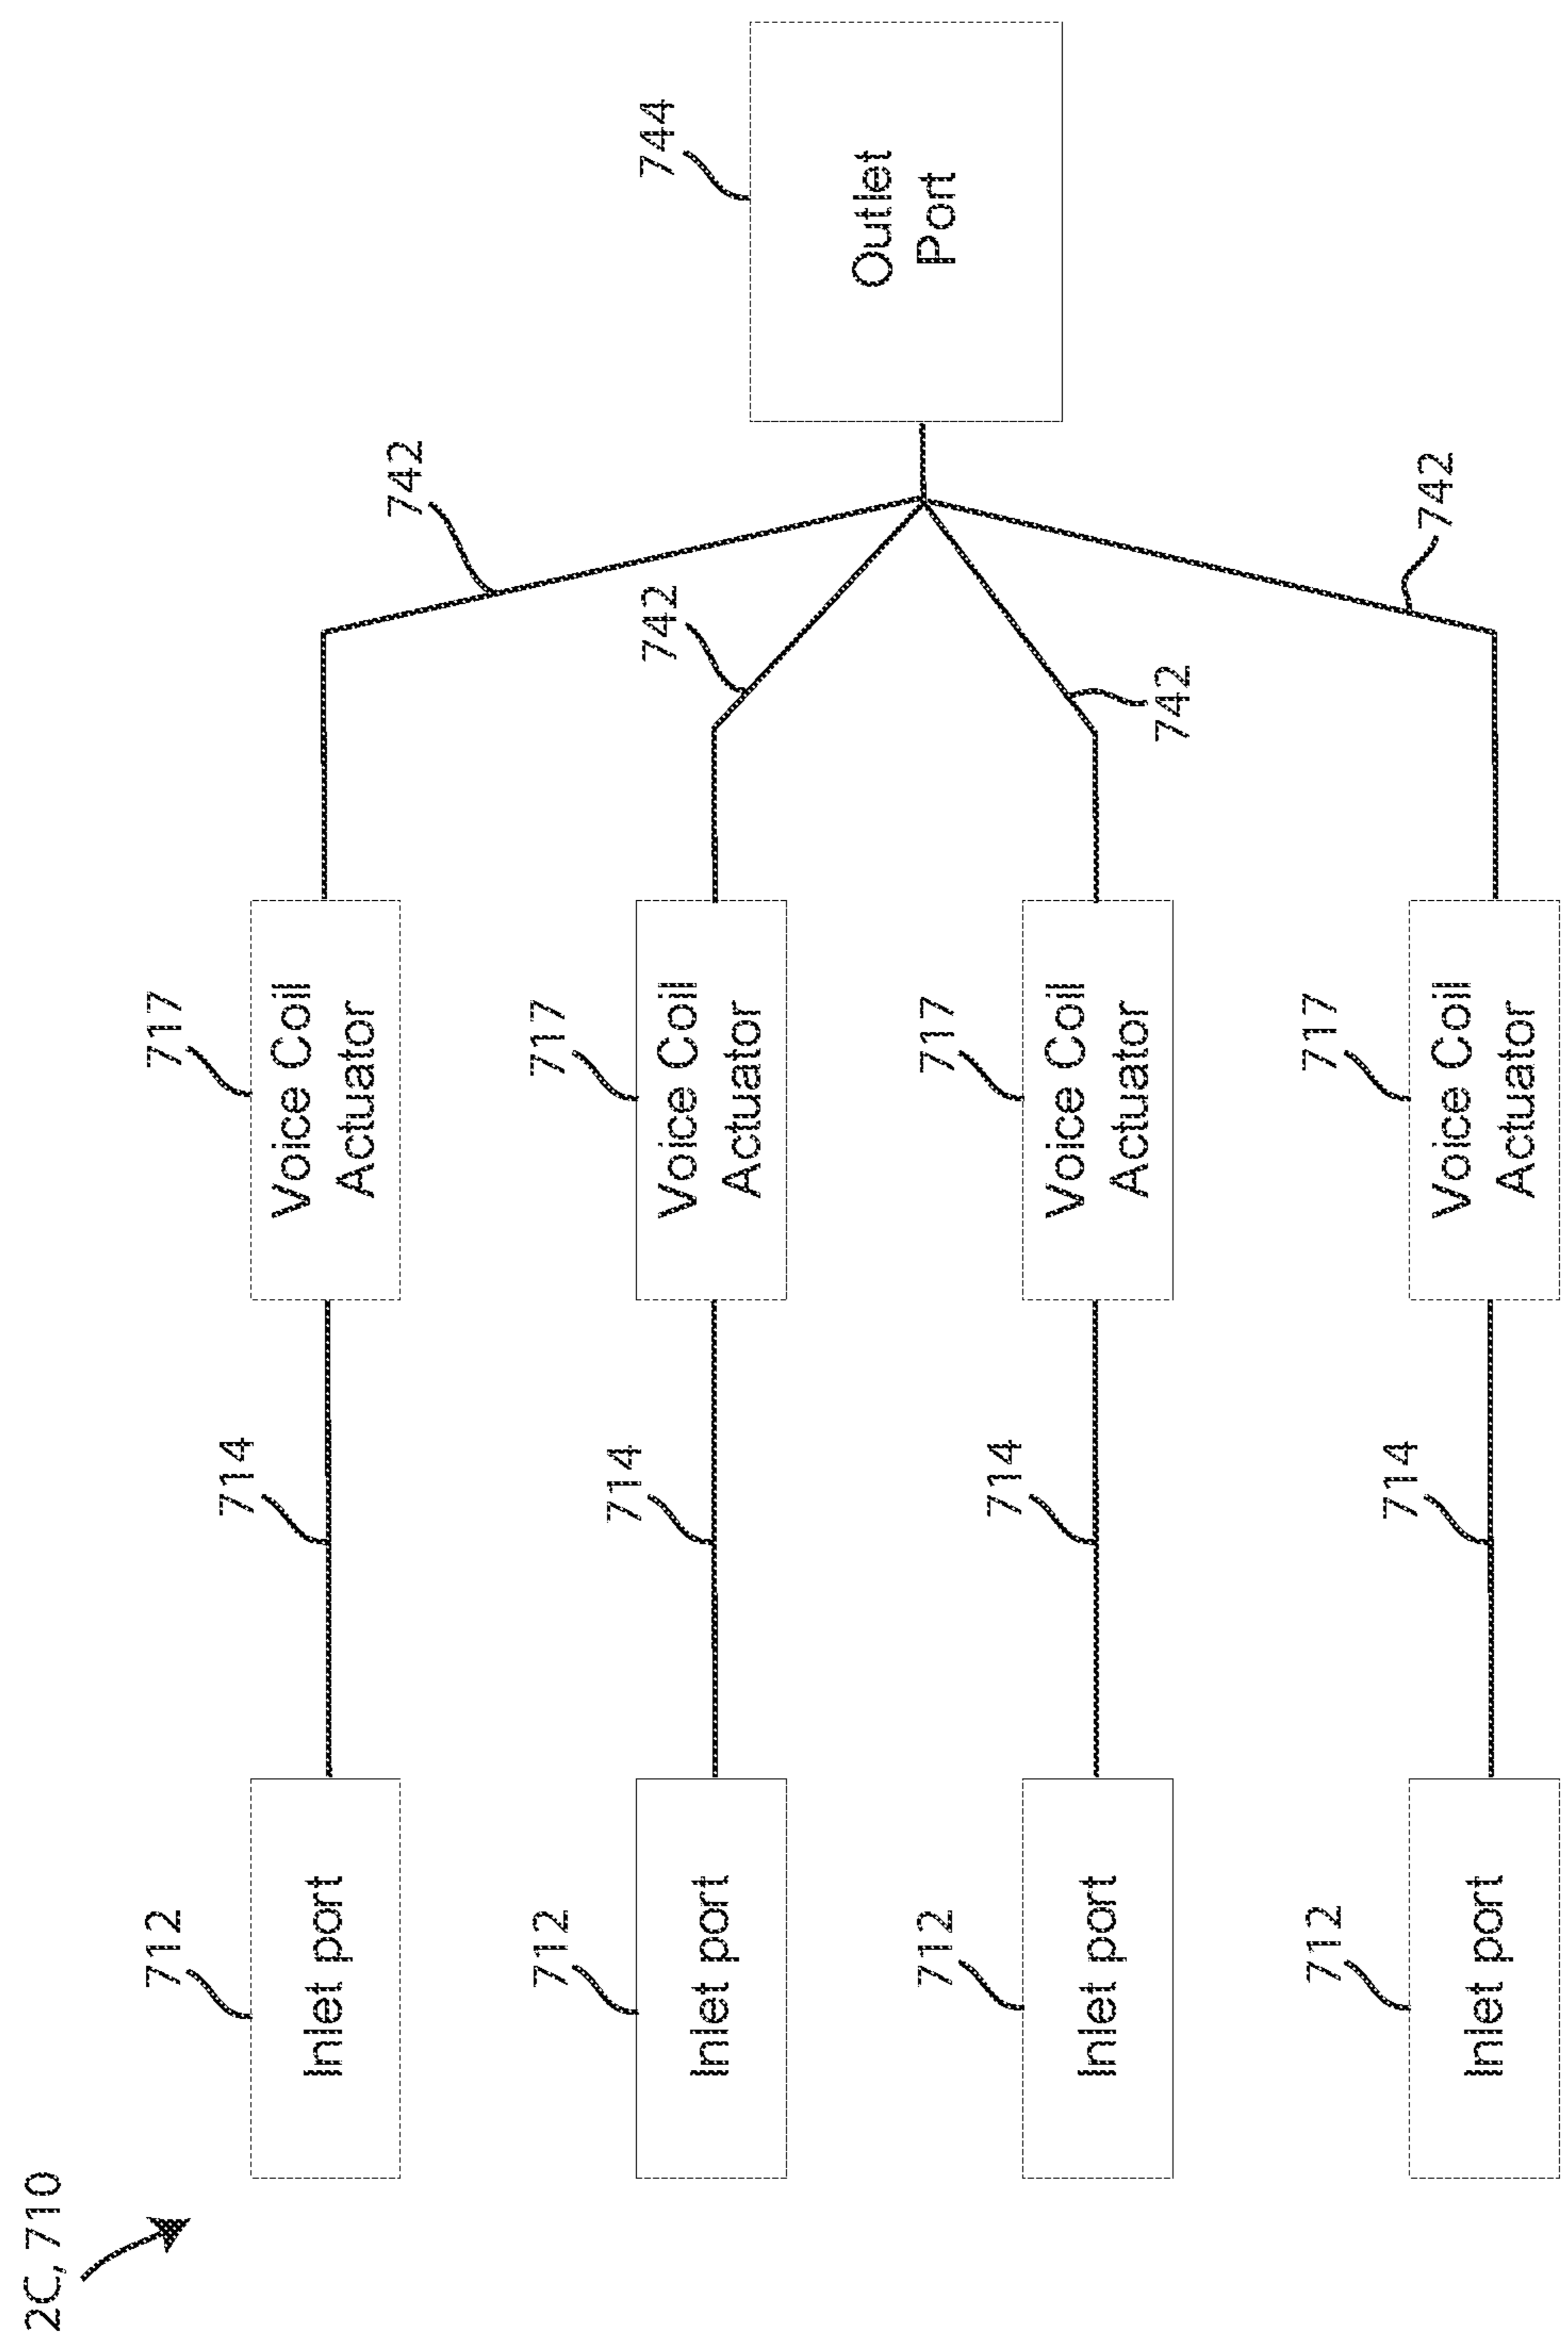 2C, 710
712
Inlet port
714
717
Voice Coil
Actuator
742
712
Inlet port
714
717
Voice Coil
Actuator
742
744
Outlet
Port
712
Inlet port
714
717
Voice Coil
Actuator
742
712
Inlet port
714
717
Voice Coil
Actuator
742